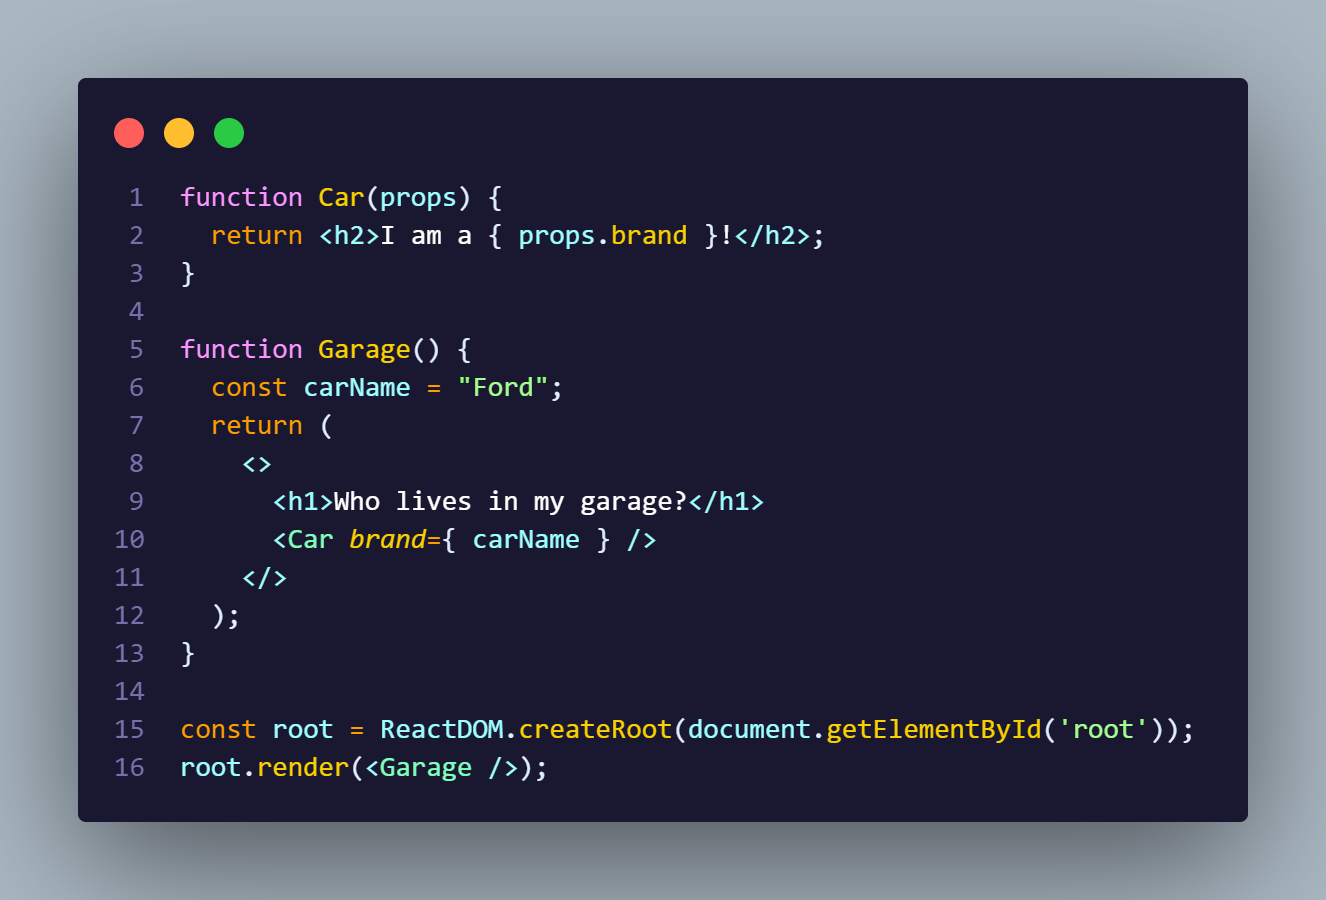 1 function Car(props) {
2   return <h2>I am a { props.brand }!</h2>;
3 }
4
5 function Garage() {
6   const carName = "Ford";
7   return (
8     <>
9       <h1>Who lives in my garage?</h1>
10       <Car brand={ carName } />
11     </>
12   );
13 }
14
15 const root = ReactDOM.createRoot(document.getElementById('root'));
16 root.render(<Garage />);